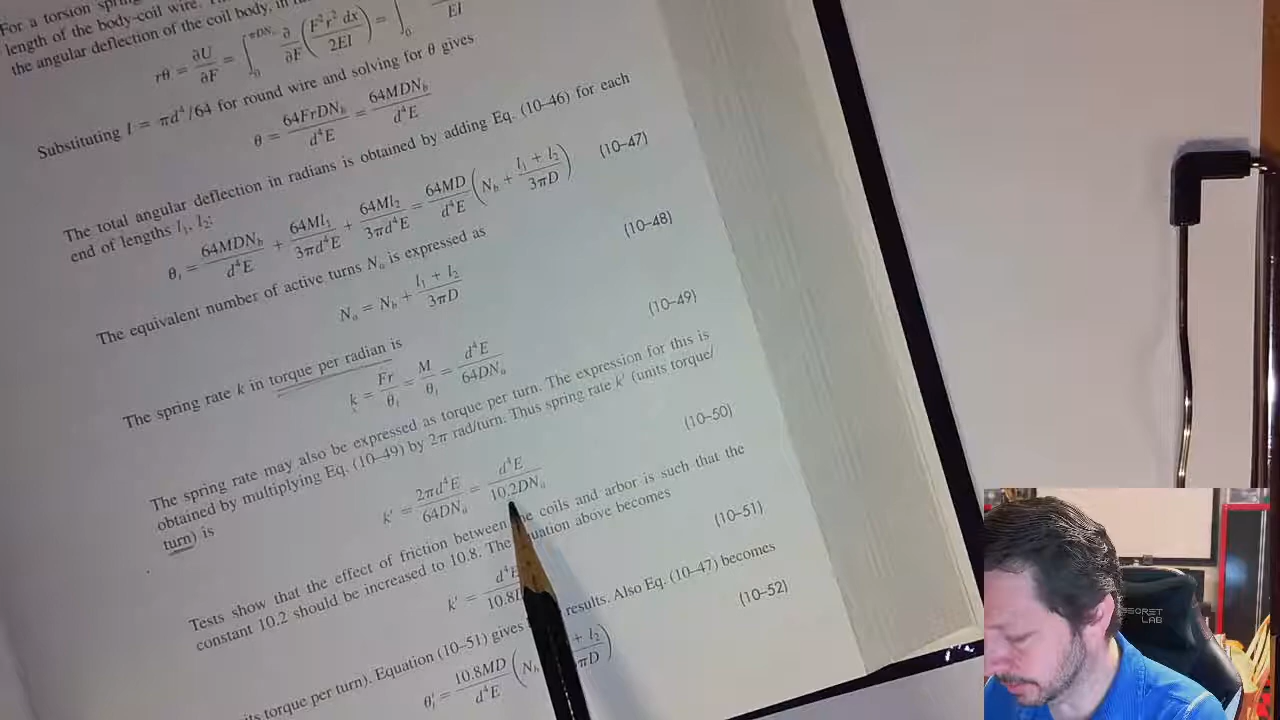 For a torsion
length of the body-coil wire.
the angular deflection of the coil body, in
rθ = ∂U/∂F = ∫₀^{πDN_b} ∂/∂F (F²r² dx / 2EI) = ∫₀ EI
Substituting I = πd⁴/64 for round wire and solving for θ gives
θ = 64FrDN_b / d⁴E = 64MDN_b / d⁴E
The total angular deflection in radians is obtained by adding Eq. (10–46) for each
end of lengths l₁, l₂:
θ_t = 64MDN_b / d⁴E + 64Ml₁ / 3πd⁴E + 64Ml₂ / 3πd⁴E = 64MD / d⁴E (N_b + l₁ + l₂ / 3πD) (10–47)
The equivalent number of active turns N_a is expressed as
N_a = N_b + l₁ + l₂ / 3πD (10–48)
The spring rate k in torque per radian is
k = Fr / θ_t = M / θ_t = d⁴E / 64DN_a (10–49)
The spring rate may also be expressed as torque per turn. The expression for this is
obtained by multiplying Eq. (10–49) by 2π rad/turn. Thus spring rate k′ (units torque/
turn) is
k′ = 2πd⁴E / 64DN_a = d⁴E / 10.2DN_a (10–50)
Tests show that the effect of friction between coils and arbor is such that the
constant 10.2 should be increased to 10.8. The above becomes
k′ = 10.8 (10–51)
torque per turn). Equation (10–51) gives results. Also Eq. (10–47) becomes
θ′_t = 10.8MD / d⁴E (N_b + l₂ / πD) (10–52)
LAB